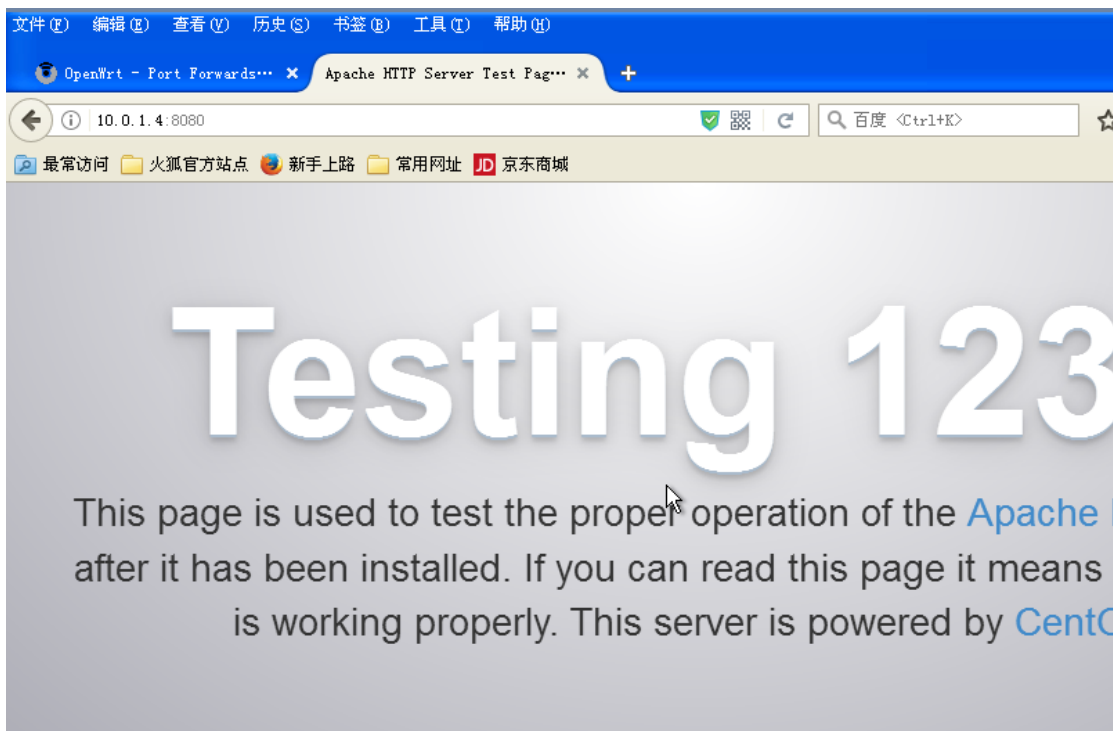 文件(F) 编辑(E) 查看(V) 历史(S) 书签(B) 工具(T) 帮助(H)
OpenWrt - Port Forwards… × Apache HTTP Server Test Pag… × +
10.0.1.4:8080 百度 <Ctrl+K>
最常访问 火狐官方站点 新手上路 常用网址 JD 京东商城
Testing 123
This page is used to test the proper operation of the Apache
after it has been installed. If you can read this page it means
is working properly. This server is powered by